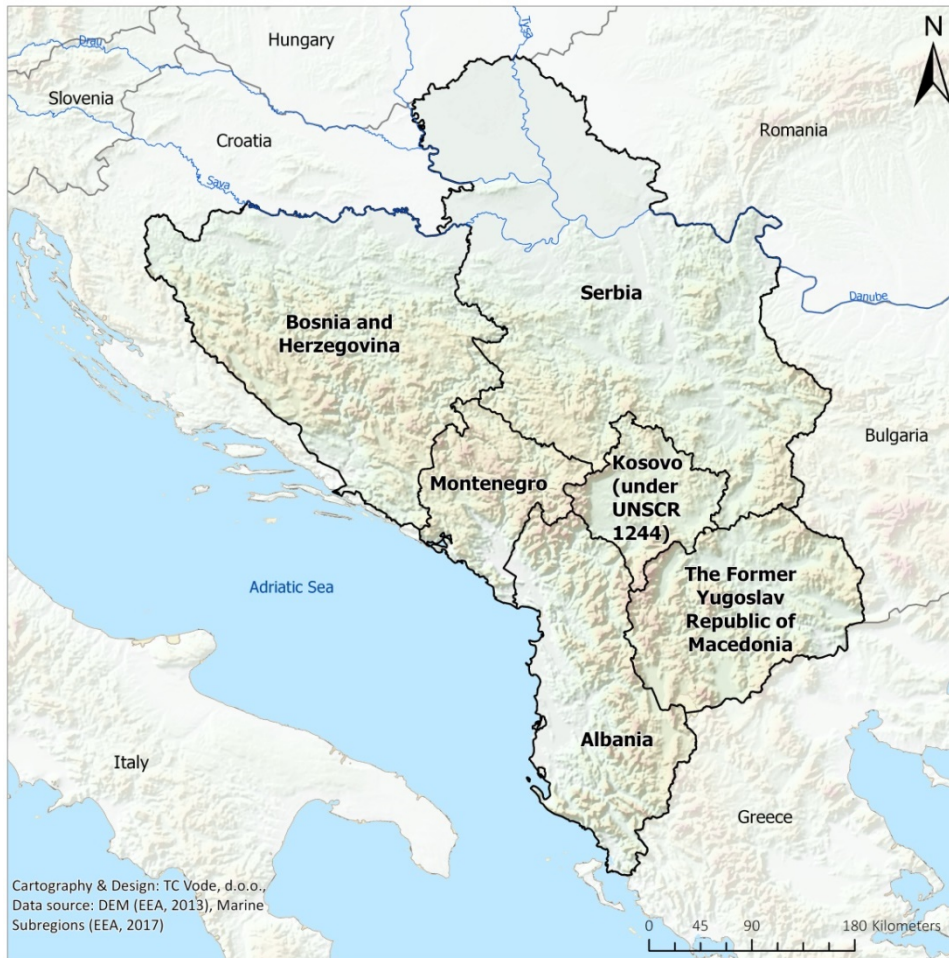 Hungary
N
Drau
Tysa
Slovenia
Romania
Croatia
Sava
Serbia
Danube
Bosnia and
Herzegovina
Bulgaria
Montenegro
Kosovo
(under
UNSCR
1244)
Adriatic Sea
The Former
Yugoslav
Republic of
Macedonia
Albania
Italy
Greece
Cartography & Design: TC Vode, d.o.o.,
Data source: DEM (EEA, 2013), Marine
Subregions (EEA, 2017)
0 45 90 180 Kilometers